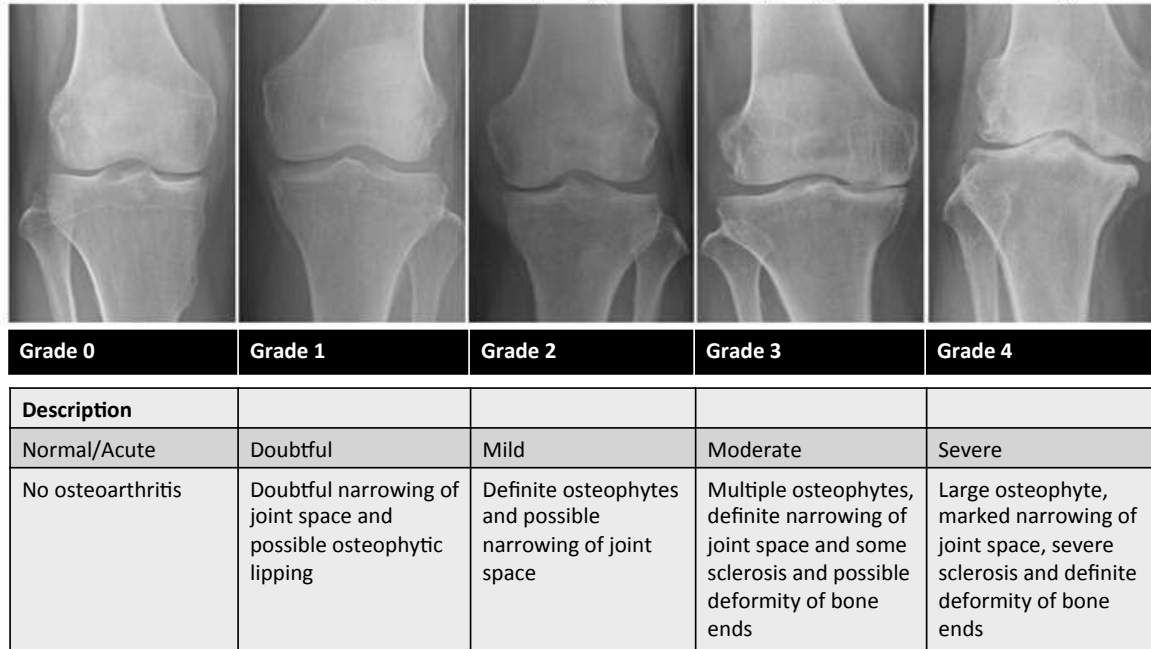 Grade 0 Grade 1 Grade 2 Grade 3 Grade 4
Description
Normal/Acute Doubtful Mild Moderate Severe
No osteoarthritis
Doubtful narrowing of
joint space and
possible osteophytic
lipping
Definite osteophytes
and possible
narrowing of joint
space
Multiple osteophytes,
definite narrowing of
joint space and some
sclerosis and possible
deformity of bone
ends
Large osteophyte,
marked narrowing of
joint space, severe
sclerosis and definite
deformity of bone
ends